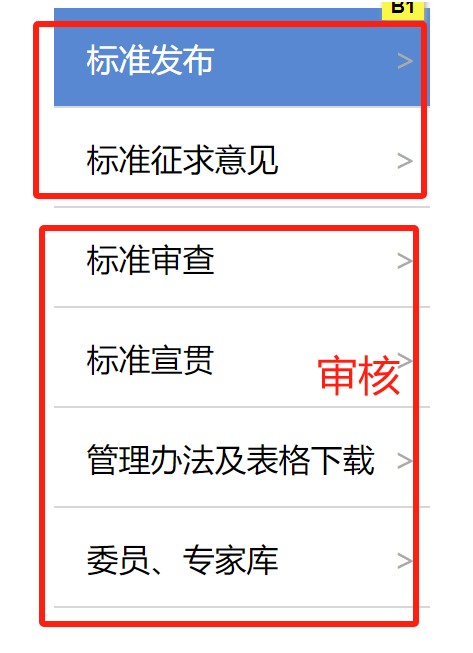 B1
标准发布 >
标准征求意见 >
标准审查 >
标准宣贯 >
审核
管理办法及表格下载 >
委员、专家库 >